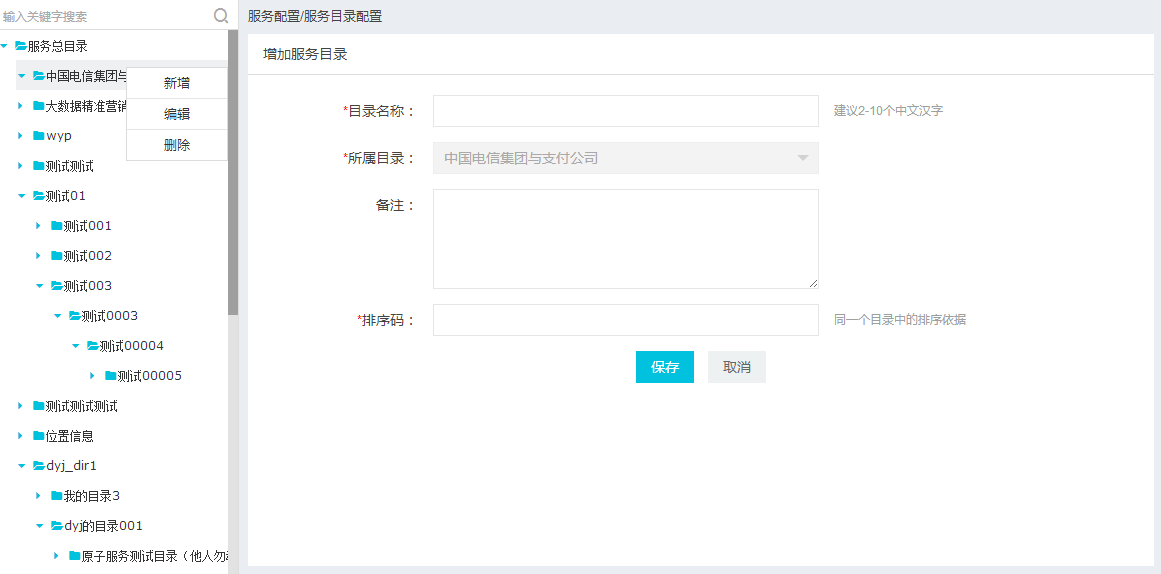 输入关键字搜索
服务总目录
中国电信集团与
大数据精准营销
wyp
测试测试
测试01
测试001
测试002
测试003
测试0003
测试00004
测试00005
测试测试测试
位置信息
dyj_dir1
我的目录3
dyj的目录001
原子服务测试目录（他人勿
新增
编辑
删除
服务配置/服务目录配置
增加服务目录
*目录名称： 建议2-10个中文汉字
*所属目录： 中国电信集团与支付公司
备注：
*排序码： 同一个目录中的排序依据
保存 取消